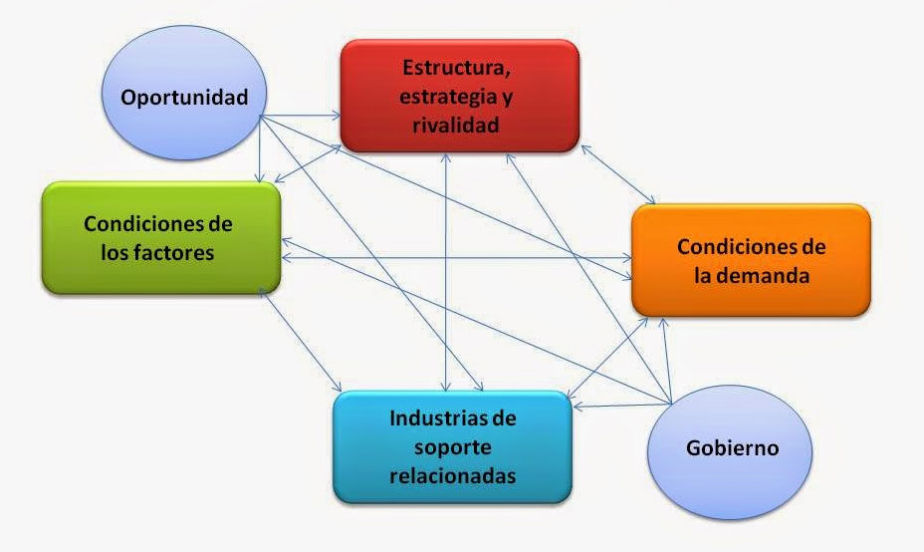 Oportunidad
Estructura,
estrategia y
rivalidad
Condiciones de
los factores
Condiciones de
la demanda
Industrias de
soporte
relacionadas
Gobierno